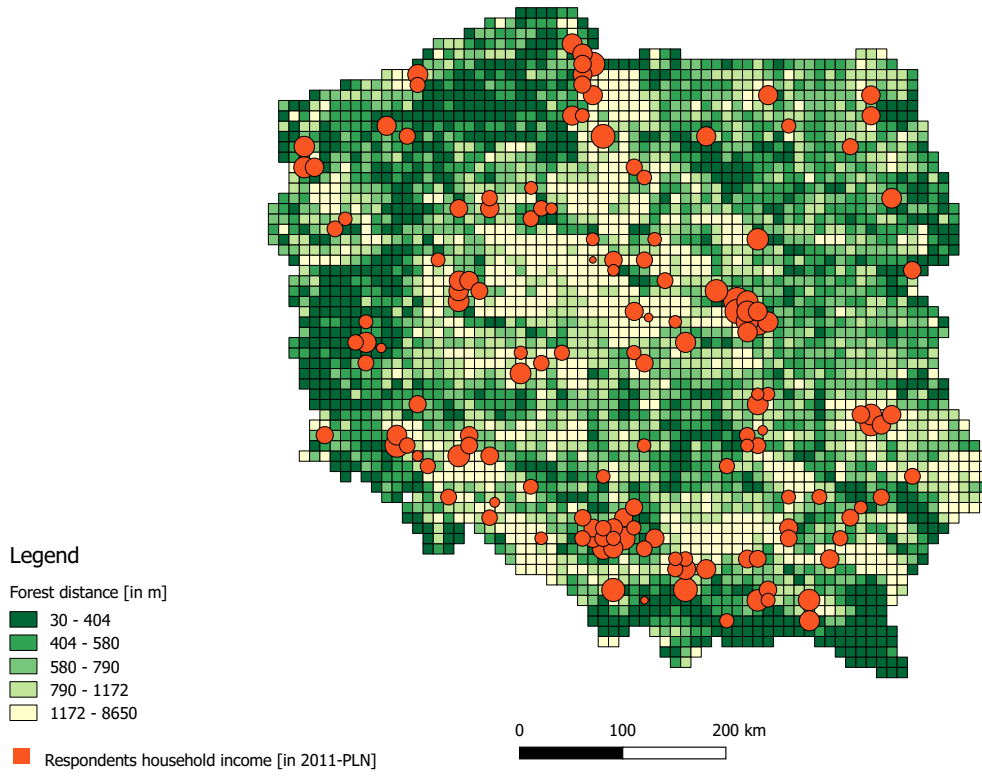 Legend
Forest distance [in m]
30 - 404
404 - 580
580 - 790
790 - 1172
1172 - 8650
Respondents household income [in 2011-PLN]
0 100 200 km